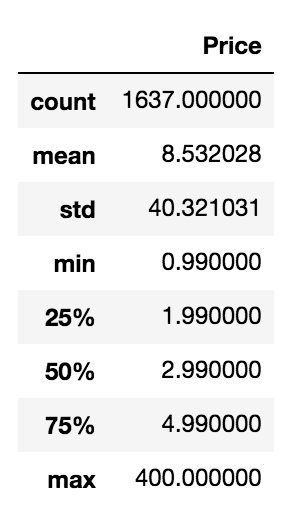 Price
count 1637.000000
mean 8.532028
std 40.321031
min 0.990000
25% 1.990000
50% 2.990000
75% 4.990000
max 400.000000